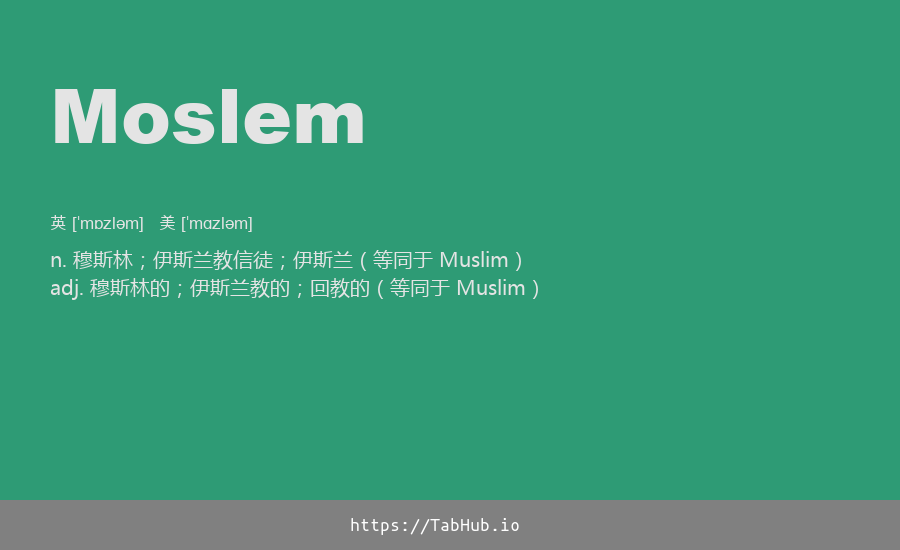 Moslem
英 [ˈmɒzləm] 美 [ˈmɑzləm]
n. 穆斯林；伊斯兰教信徒；伊斯兰（等同于 Muslim）
adj. 穆斯林的；伊斯兰教的；回教的（等同于 Muslim）
https://TabHub.io